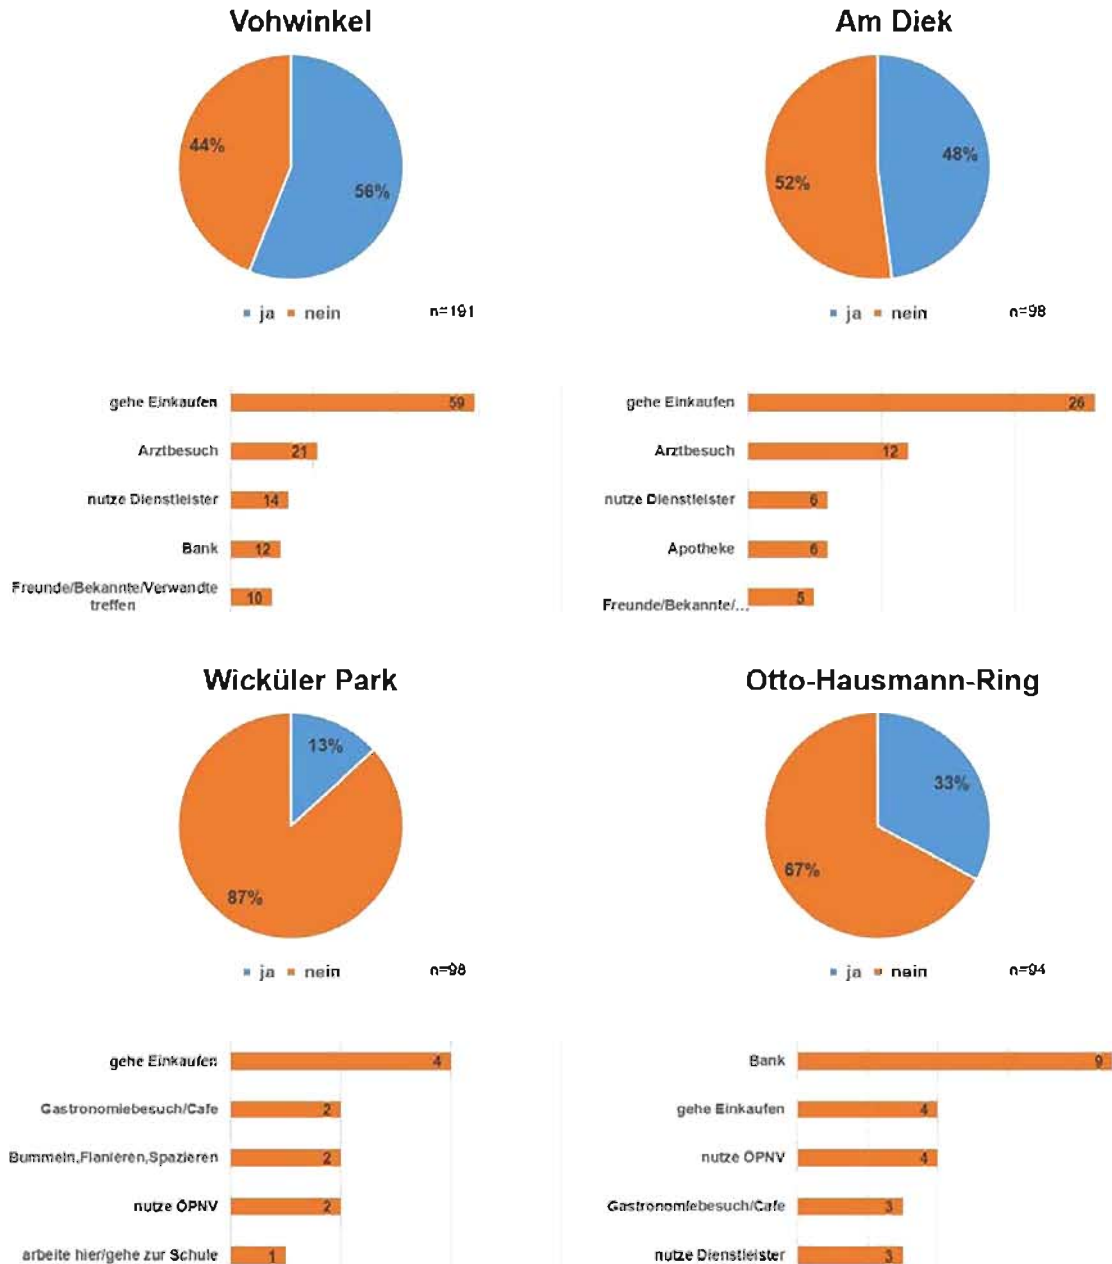 Vohwinkel
44%
56%
ja nein n=191
gehe Einkaufen 59
Arztbesuch 21
nutze Dienstleister 14
Bank 12
Freunde/Bekannte/Verwandte
treffen 10
Am Diek
48%
52%
ja nein n=98
gehe Einkaufen 26
Arztbesuch 12
nutze Dienstleister 6
Apotheke 6
Freunde/Bekannte/... 5
Wicküler Park
13%
87%
ja nein n=98
gehe Einkaufen 4
Gastronomiebesuch/Cafe 2
Bummeln,Flanieren,Spazieren 2
nutze ÖPNV 2
arbeite hier/gehe zur Schule 1
Otto-Hausmann-Ring
33%
67%
ja nein n=94
Bank 9
gehe Einkaufen 4
nutze ÖPNV 4
Gastronomiebesuch/Cafe 3
nutze Dienstleister 3